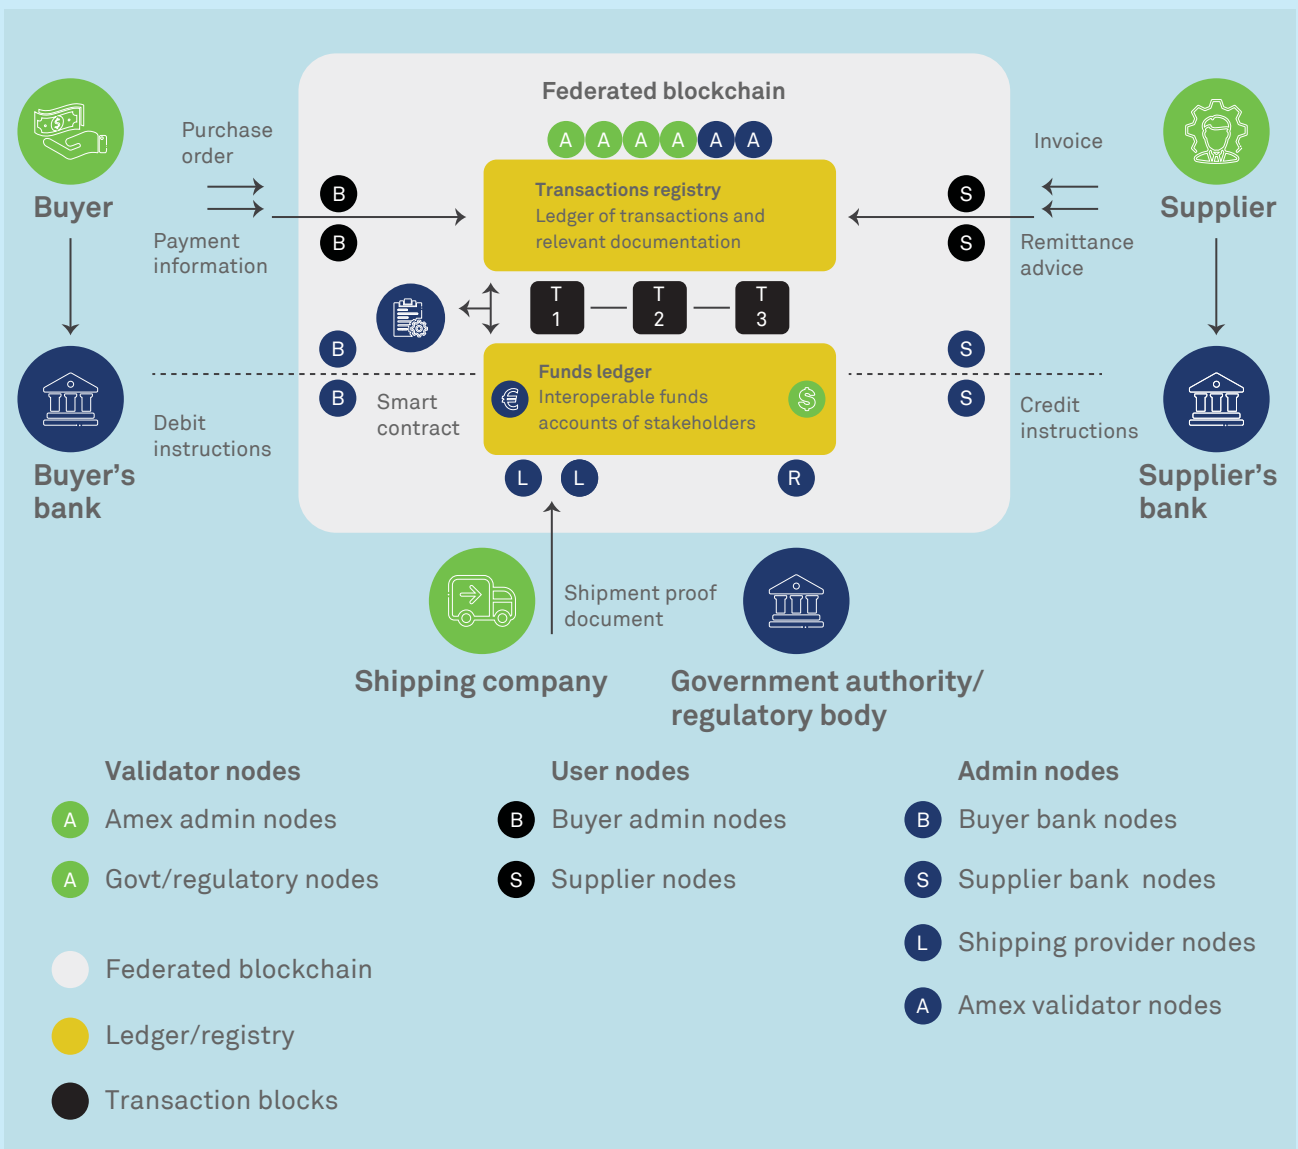 Federated blockchain
A A A A A A
Buyer
Purchase
order
Payment
information
B
B
Transactions registry
Ledger of transactions and
relevant documentation
S
S
Invoice
Remittance
advice
Supplier
T
1
T
2
T
3
Buyer's
bank
Debit
instructions
B
B
Smart
contract
Funds ledger
Interoperable funds
accounts of stakeholders
€
$
S
S
Credit
instructions
Supplier's
bank
L L R
Shipment proof
document
Shipping company
Government authority/
regulatory body
Validator nodes
A Amex admin nodes
A Govt/regulatory nodes
Federated blockchain
Ledger/registry
Transaction blocks
User nodes
B Buyer admin nodes
S Supplier nodes
Admin nodes
B Buyer bank nodes
S Supplier bank nodes
L Shipping provider nodes
A Amex validator nodes